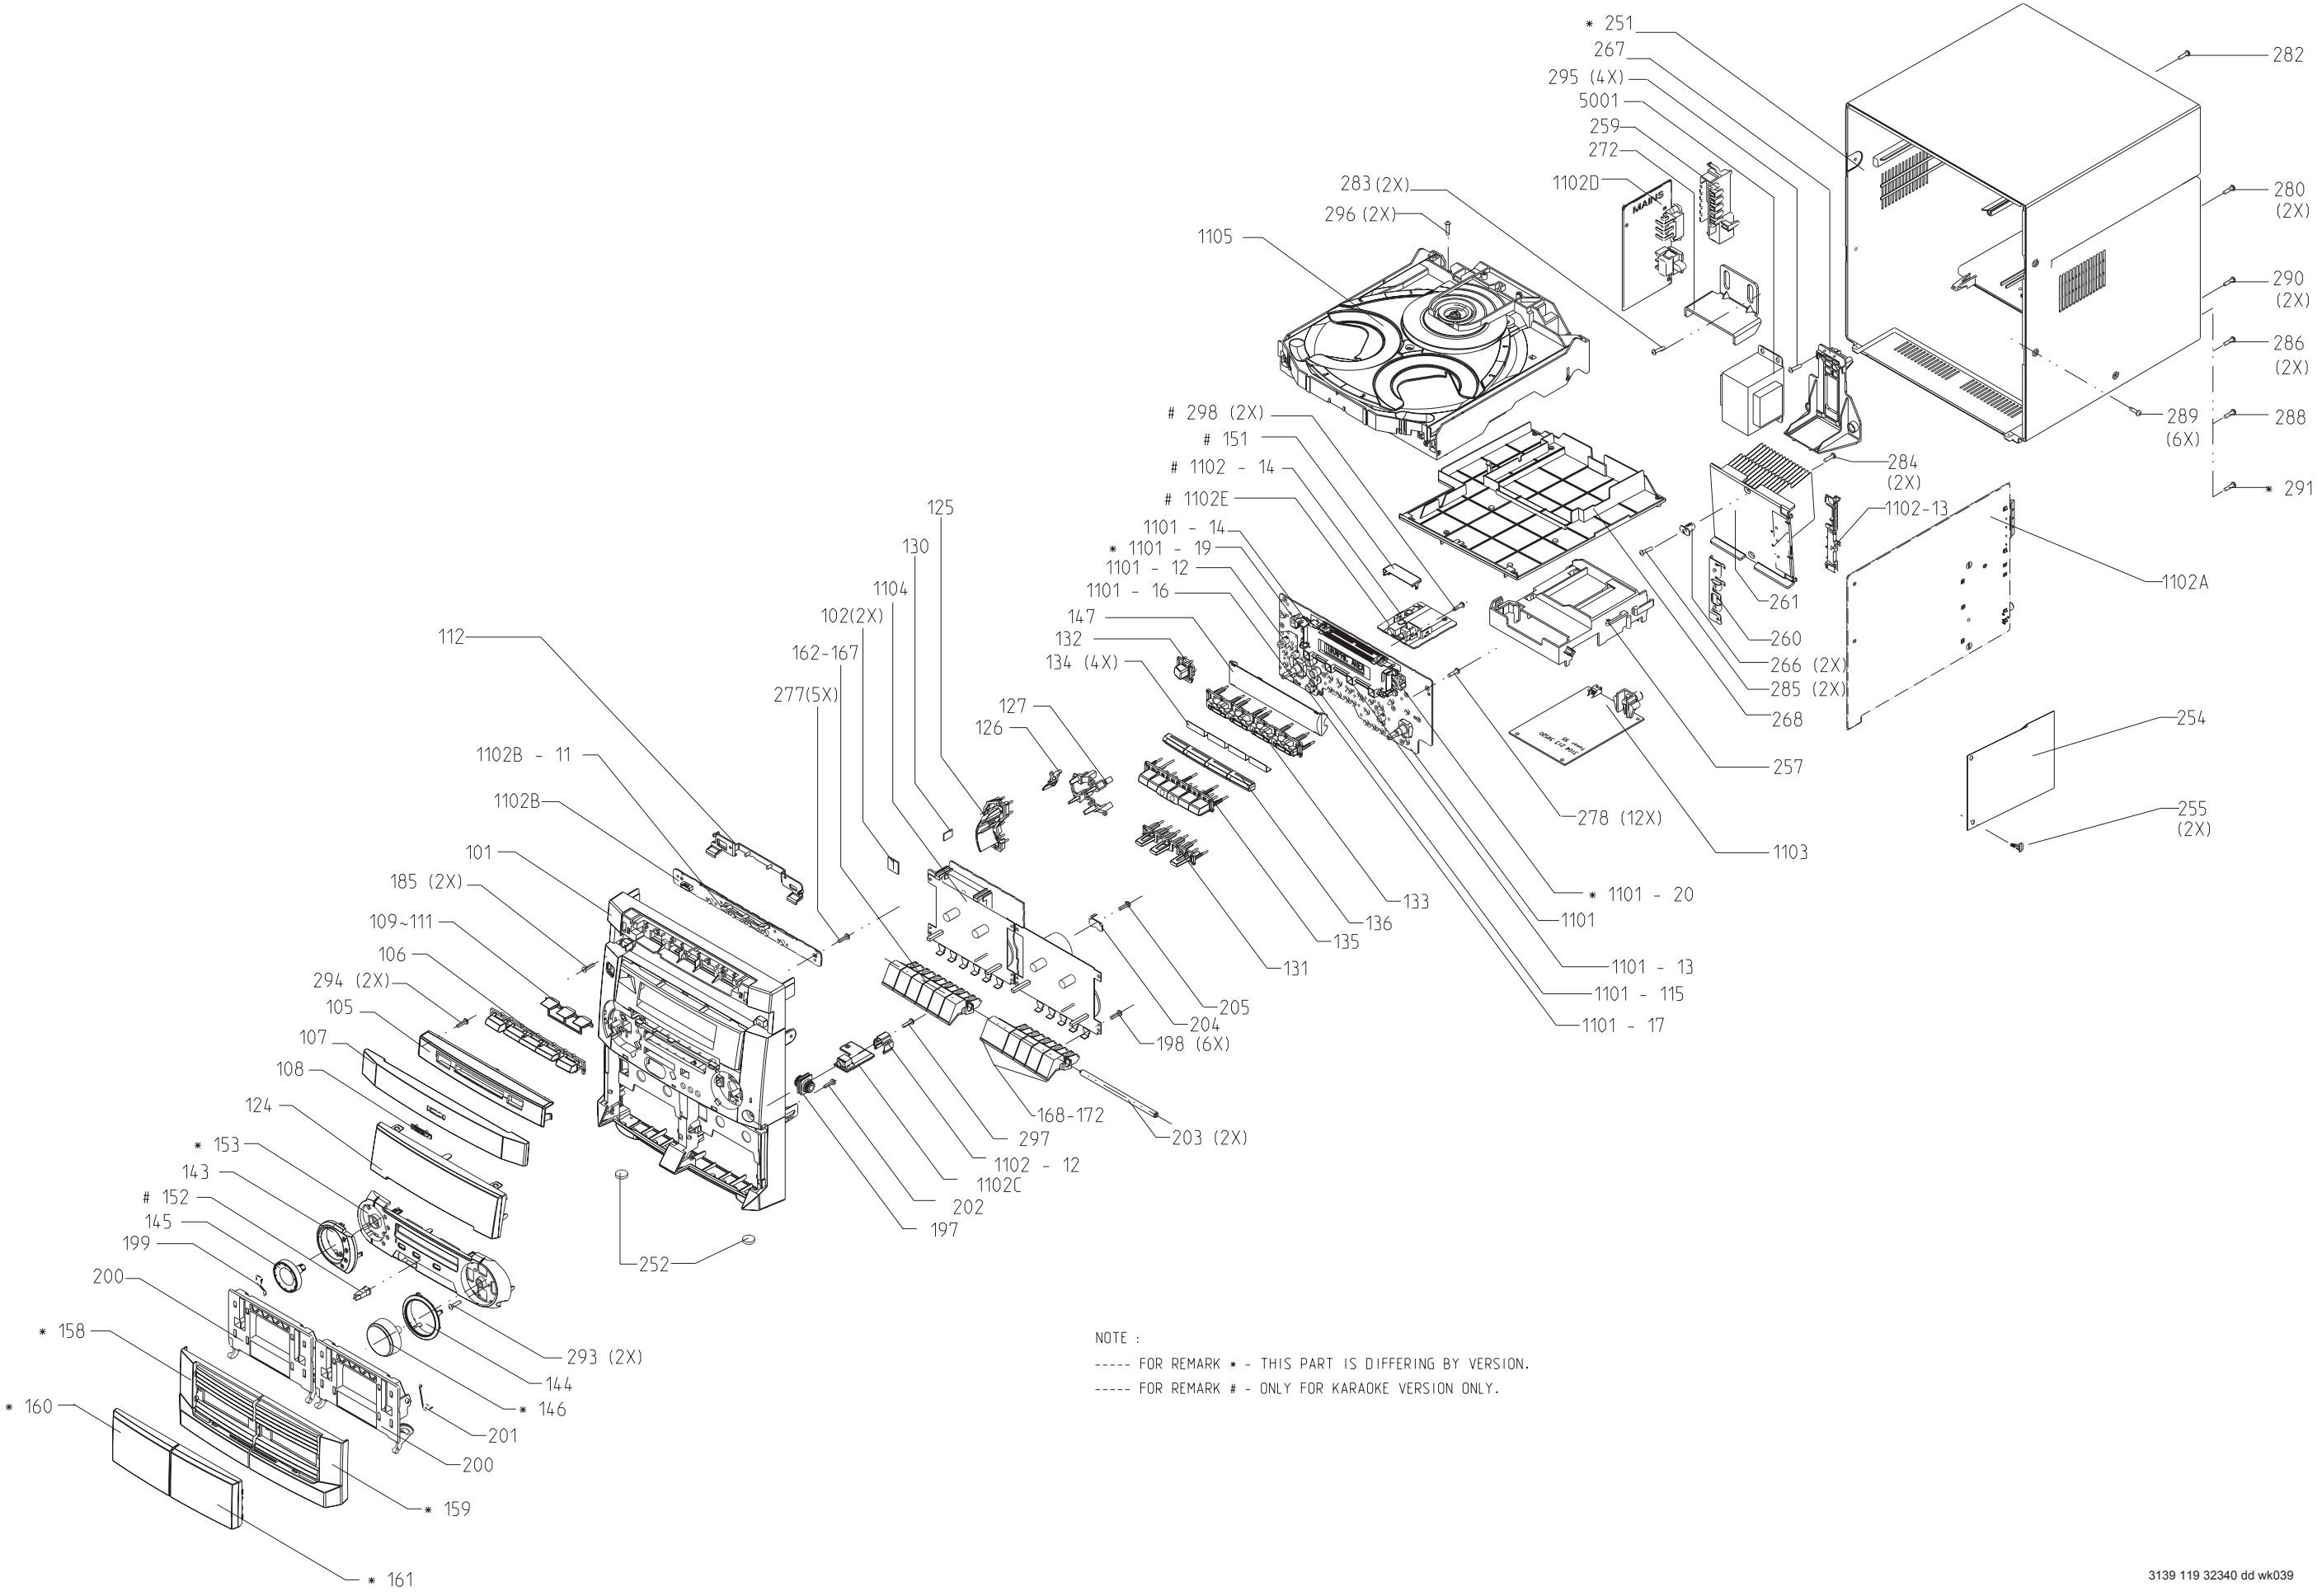 * 251
267
295 (4X)
5001
259
272
1102D
MAINS
283 (2X)
296 (2X)
1105
282
280
(2X)
290
(2X)
286
(2X)
288
289
(6X)
* 291
284
(2X)
1102-13
1102A
261
260
266 (2X)
285 (2X)
268
257
254
255
(2X)
# 298 (2X)
# 151
# 1102 - 14
# 1102E
1101 - 14
* 1101 - 19
1101 - 12
1101 - 16
147
132
134 (4X)
127
126
125
130
1104
102(2X)
162-167
277(5X)
112
1102B - 11
1102B
101
185 (2X)
109~111
106
294 (2X)
105
107
108
124
* 153
143
# 152
145
199
200
* 158
* 160
278 (12X)
1103
* 1101 - 20
1101
1101 - 13
1101 - 115
1101 - 17
133
136
135
131
205
204
198 (6X)
168-172
203 (2X)
297
1102 - 12
1102C
202
197
252
293 (2X)
144
* 146
201
200
* 159
* 161
NOTE :
----- FOR REMARK * - THIS PART IS DIFFERING BY VERSION.
----- FOR REMARK # - ONLY FOR KARAOKE VERSION ONLY.
3139 119 32340 dd wk039